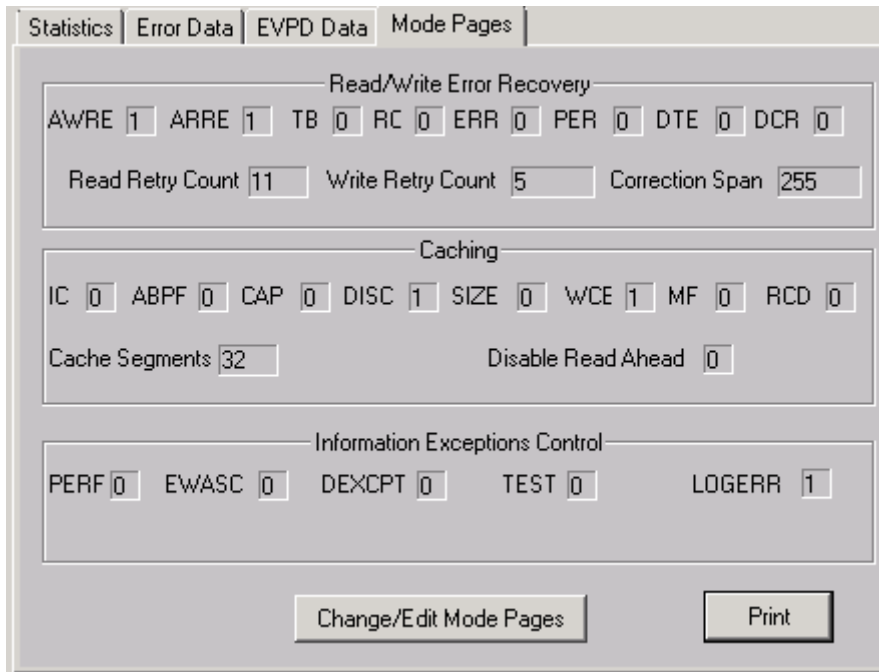 Statistics Error Data EVPD Data Mode Pages
Read/Write Error Recovery
AWRE 1 ARRE 1 TB 0 RC 0 ERR 0 PER 0 DTE 0 DCR 0
Read Retry Count 11 Write Retry Count 5 Correction Span 255
Caching
IC 0 ABPF 0 CAP 0 DISC 1 SIZE 0 WCE 1 MF 0 RCD 0
Cache Segments 32 Disable Read Ahead 0
Information Exceptions Control
PERF 0 EWASC 0 DEXCPT 0 TEST 0 LOGERR 1
Change/Edit Mode Pages Print